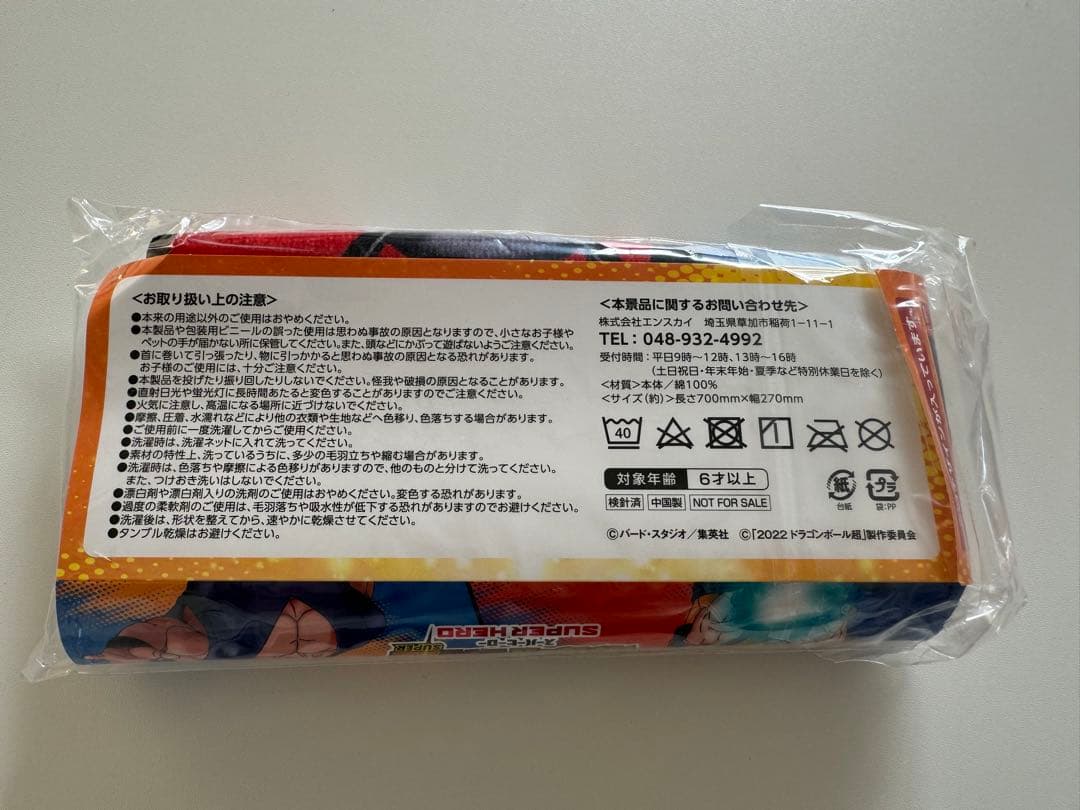 <お取り扱い上の注意>
●本来の用途以外のご使用はおやめください。
●本製品や包装用ビニールの誤った使用は思わぬ事故の原因となりますので、小さなお子様や
ペットの手が届かない所に保管してください。また、頭などにかぶって遊ばないようご注意ください。
●首に巻いて引っ張ったり、物に引っかかると思わぬ事故の原因となる恐れがあります。
お子様のご使用には、十分ご注意ください。
●本製品を投げたり振り回したりしないでください。怪我や破損の原因となることがあります。
●直射日光や蛍光灯に長時間あたると変色することがありますのでご注意ください。
●火気に注意し、高温になる場所に近づけないでください。
●摩擦、圧着、水濡れなどにより他の衣類や生地などへ色移り、色落ちする場合があります。
●ご使用前に一度洗濯してからご使用ください。
●洗濯時は、洗濯ネットに入れて洗ってください。
●素材の特性上、洗っているうちに、多少の毛羽立ちや縮む場合があります。
●洗濯時は、色落ちや摩擦による色移りがありますので、他のものと分けて洗ってください。
また、つけおき洗いはしないでください。
●漂白剤や漂白剤入りの洗剤のご使用はおやめください。変色する恐れがあります。
●過度の柔軟剤のご使用は、毛羽落ちや吸水性が低下する恐れがありますのでお避けください。
●洗濯後は、形状を整えてから、速やかに乾燥させてください。
●タンブル乾燥はお避けください。
<本景品に関するお問い合わせ先>
株式会社エンスカイ 埼玉県草加市稲荷1-11-1
TEL：048-932-4992
受付時間：平日9時〜12時、13時〜16時
(土日祝日・年末年始・夏季など特別休業日を除く)
<材質>本体／綿100%
<サイズ(約)>長さ700mm×幅270mm
40
対象年齢 6才以上
検針済 中国製 NOT FOR SALE
紙 プラ
台紙 袋:PP
©バード・スタジオ／集英社 ©「2022 ドラゴンボール超」製作委員会
入っています
SUPER HERO
スーパーヒーロー
SUPER